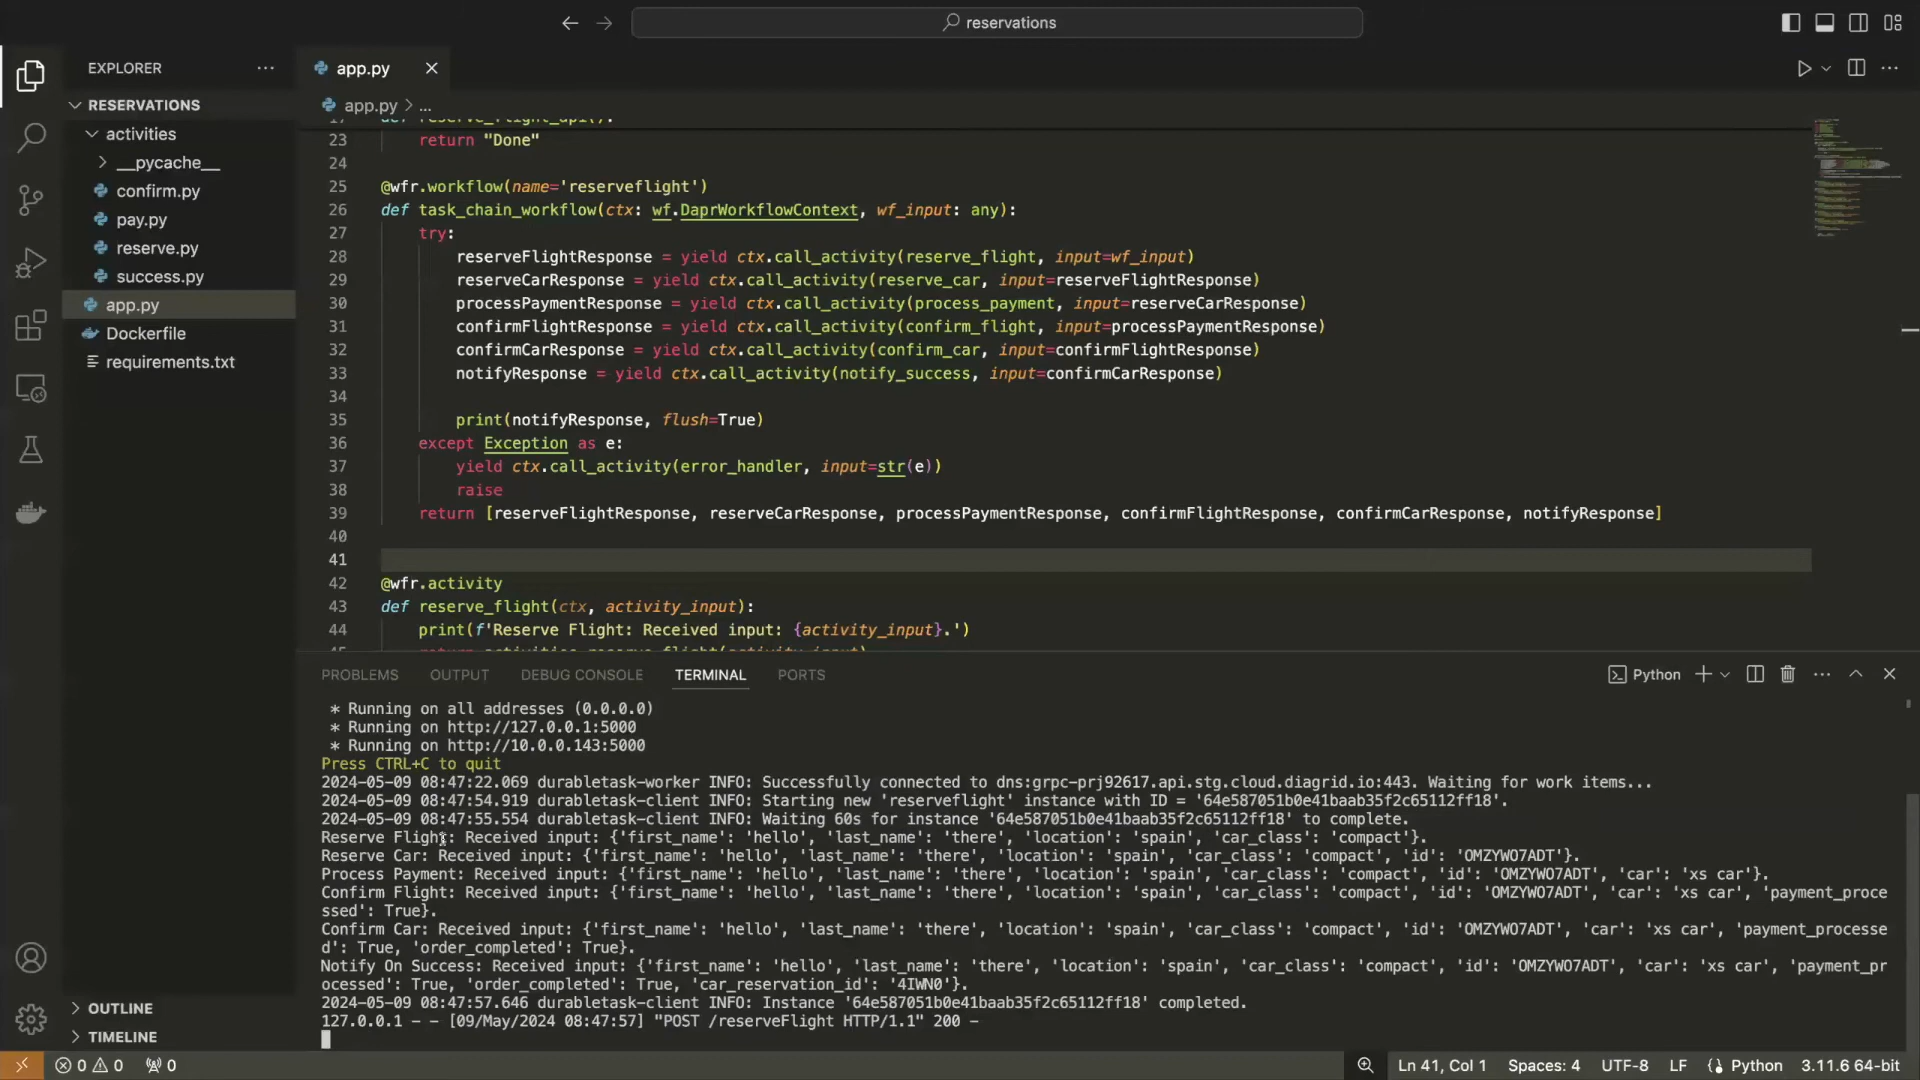 reservations
EXPLORER
RESERVATIONS
activities
__pycache__
confirm.py
pay.py
reserve.py
success.py
app.py
Dockerfile
requirements.txt
OUTLINE
TIMELINE
app.py
app.py > ...
17 def reserve_flight_api():
23 return "Done"
24
25 @wfr.workflow(name='reserveflight')
26 def task_chain_workflow(ctx: wf.DaprWorkflowContext, wf_input: any):
27 try:
28 reserveFlightResponse = yield ctx.call_activity(reserve_flight, input=wf_input)
29 reserveCarResponse = yield ctx.call_activity(reserve_car, input=reserveFlightResponse)
30 processPaymentResponse = yield ctx.call_activity(process_payment, input=reserveCarResponse)
31 confirmFlightResponse = yield ctx.call_activity(confirm_flight, input=processPaymentResponse)
32 confirmCarResponse = yield ctx.call_activity(confirm_car, input=confirmFlightResponse)
33 notifyResponse = yield ctx.call_activity(notify_success, input=confirmCarResponse)
34
35 print(notifyResponse, flush=True)
36 except Exception as e:
37 yield ctx.call_activity(error_handler, input=str(e))
38 raise
39 return [reserveFlightResponse, reserveCarResponse, processPaymentResponse, confirmFlightResponse, confirmCarResponse, notifyResponse]
40
41
42 @wfr.activity
43 def reserve_flight(ctx, activity_input):
44 print(f'Reserve Flight: Received input: {activity_input}.')
PROBLEMS OUTPUT DEBUG CONSOLE TERMINAL PORTS Python
* Running on all addresses (0.0.0.0)
* Running on http://127.0.0.1:5000
* Running on http://10.0.0.143:5000
Press CTRL+C to quit
2024-05-09 08:47:22.069 durabletask-worker INFO: Successfully connected to dns:grpc-prj92617.api.stg.cloud.diagrid.io:443. Waiting for work items...
2024-05-09 08:47:54.919 durabletask-client INFO: Starting new 'reserveflight' instance with ID = '64e587051b0e41baab35f2c65112ff18'.
2024-05-09 08:47:55.554 durabletask-client INFO: Waiting 60s for instance '64e587051b0e41baab35f2c65112ff18' to complete.
Reserve Flight: Received input: {'first_name': 'hello', 'last_name': 'there', 'location': 'spain', 'car_class': 'compact'}.
Reserve Car: Received input: {'first_name': 'hello', 'last_name': 'there', 'location': 'spain', 'car_class': 'compact', 'id': 'OMZYWO7ADT'}.
Process Payment: Received input: {'first_name': 'hello', 'last_name': 'there', 'location': 'spain', 'car_class': 'compact', 'id': 'OMZYWO7ADT', 'car': 'xs car'}.
Confirm Flight: Received input: {'first_name': 'hello', 'last_name': 'there', 'location': 'spain', 'car_class': 'compact', 'id': 'OMZYWO7ADT', 'car': 'xs car', 'payment_proce
ssed': True}.
Confirm Car: Received input: {'first_name': 'hello', 'last_name': 'there', 'location': 'spain', 'car_class': 'compact', 'id': 'OMZYWO7ADT', 'car': 'xs car', 'payment_processe
d': True, 'order_completed': True}.
Notify On Success: Received input: {'first_name': 'hello', 'last_name': 'there', 'location': 'spain', 'car_class': 'compact', 'id': 'OMZYWO7ADT', 'car': 'xs car', 'payment_pr
ocessed': True, 'order_completed': True, 'car_reservation_id': '4IWN0'}.
2024-05-09 08:47:57.646 durabletask-client INFO: Instance '64e587051b0e41baab35f2c65112ff18' completed.
127.0.0.1 - - [09/May/2024 08:47:57] "POST /reserveFlight HTTP/1.1" 200 -
0 0 0 Ln 41, Col 1 Spaces: 4 UTF-8 LF Python 3.11.6 64-bit